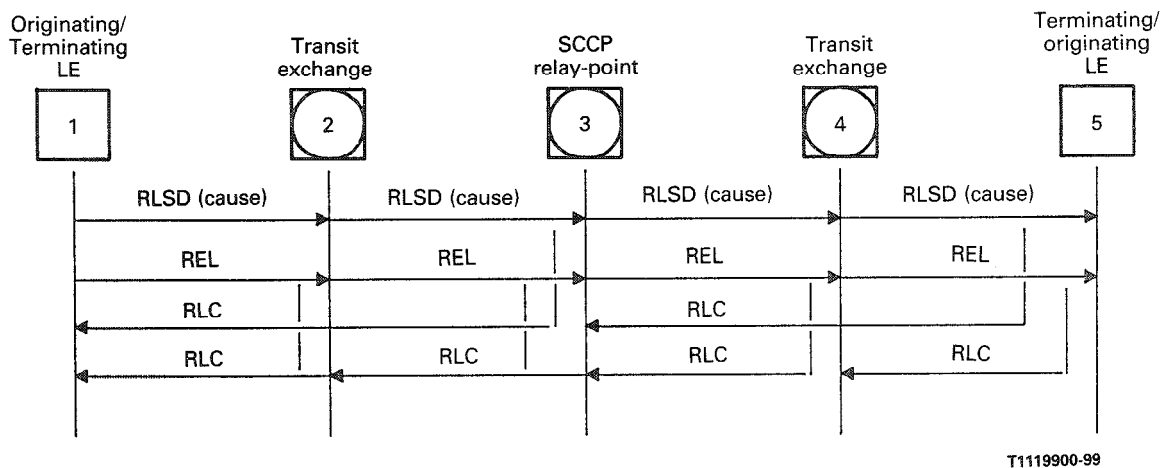 Originating/
Terminating
LE
Transit
exchange
SCCP
relay-point
Transit
exchange
Terminating/
originating
LE
1
2
3
4
5
RLSD (cause)
RLSD (cause)
RLSD (cause)
RLSD (cause)
REL
REL
REL
REL
RLC
RLC
RLC
RLC
RLC
RLC
T1119900-99